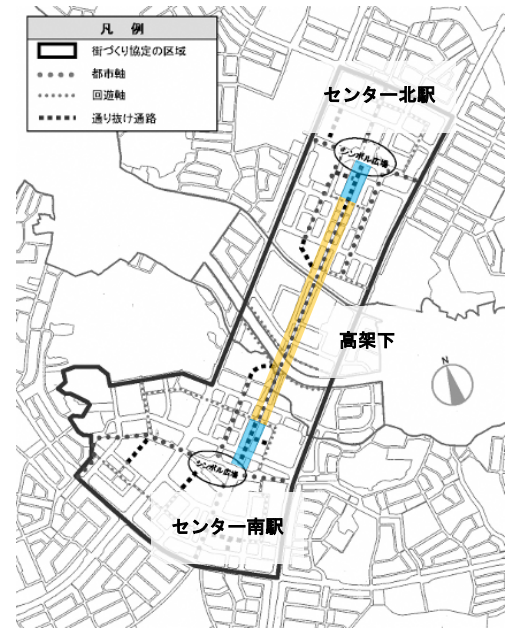 凡 例
街づくり協定の区域
都市軸
回遊軸
通り抜け通路
センター北駅
シンボル広場
高架下
N
シンボル広場
センター南駅